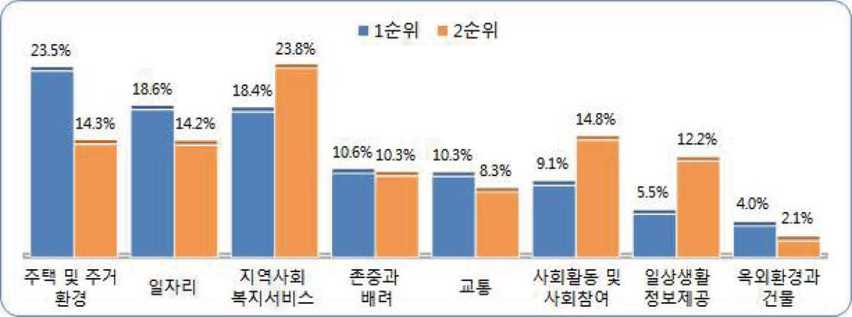 1순위 2순위
23.5% 14.3% 18.6% 14.2% 18.4% 23.8% 10.6% 10.3% 10.3% 8.3% 9.1% 14.8% 5.5% 12.2% 4.0% 2.1%
주택 및 주거 환경
일자리
지역사회 복지서비스
존중과 배려
교통
사회활동 및 사회참여
일상생활 정보제공
옥외환경과 건물